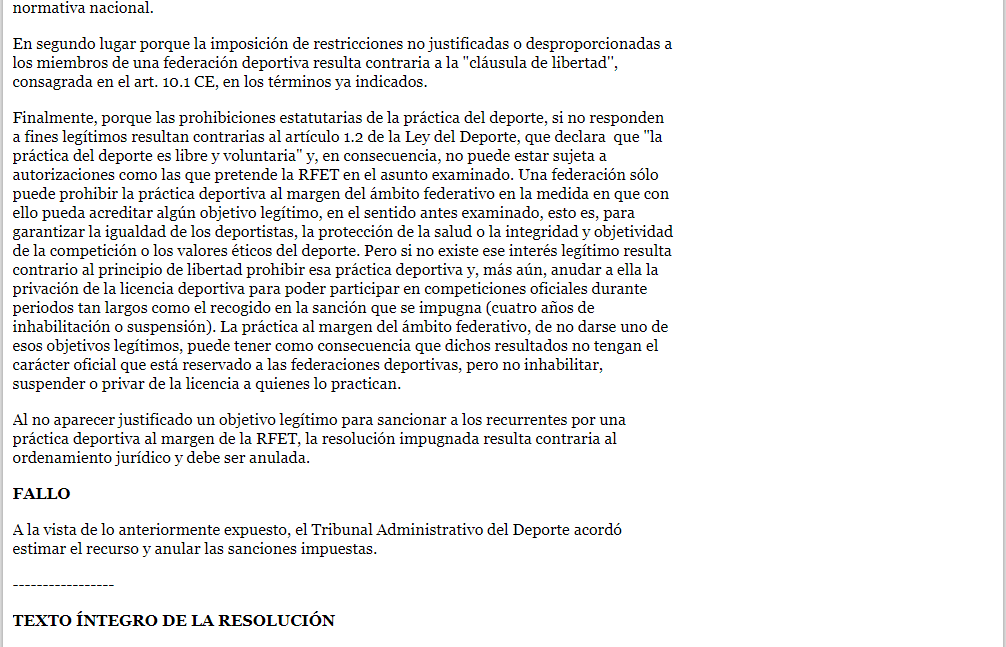 normativa nacional.
En segundo lugar porque la imposición de restricciones no justificadas o desproporcionadas a
los miembros de una federación deportiva resulta contraria a la "cláusula de libertad",
consagrada en el art. 10.1 CE, en los términos ya indicados.
Finalmente, porque las prohibiciones estatutarias de la práctica del deporte, si no responden
a fines legítimos resultan contrarias al artículo 1.2 de la Ley del Deporte, que declara  que "la
práctica del deporte es libre y voluntaria" y, en consecuencia, no puede estar sujeta a
autorizaciones como las que pretende la RFET en el asunto examinado. Una federación sólo
puede prohibir la práctica deportiva al margen del ámbito federativo en la medida en que con
ello pueda acreditar algún objetivo legítimo, en el sentido antes examinado, esto es, para
garantizar la igualdad de los deportistas, la protección de la salud o la integridad y objetividad
de la competición o los valores éticos del deporte. Pero si no existe ese interés legítimo resulta
contrario al principio de libertad prohibir esa práctica deportiva y, más aún, anudar a ella la
privación de la licencia deportiva para poder participar en competiciones oficiales durante
periodos tan largos como el recogido en la sanción que se impugna (cuatro años de
inhabilitación o suspensión). La práctica al margen del ámbito federativo, de no darse uno de
esos objetivos legítimos, puede tener como consecuencia que dichos resultados no tengan el
carácter oficial que está reservado a las federaciones deportivas, pero no inhabilitar,
suspender o privar de la licencia a quienes lo practican.
Al no aparecer justificado un objetivo legítimo para sancionar a los recurrentes por una
práctica deportiva al margen de la RFET, la resolución impugnada resulta contraria al
ordenamiento jurídico y debe ser anulada.
FALLO
A la vista de lo anteriormente expuesto, el Tribunal Administrativo del Deporte acordó
estimar el recurso y anular las sanciones impuestas.
-----------------
TEXTO ÍNTEGRO DE LA RESOLUCIÓN